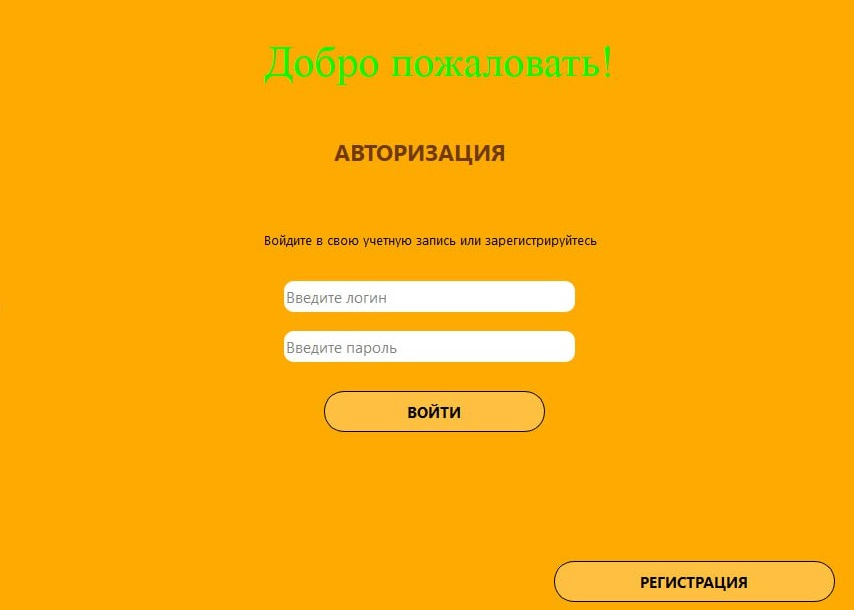 Добро пожаловать!
АВТОРИЗАЦИЯ
Войдите в свою учетную запись или зарегистрируйтесь
Введите логин
Введите пароль
ВОЙТИ
РЕГИСТРАЦИЯ